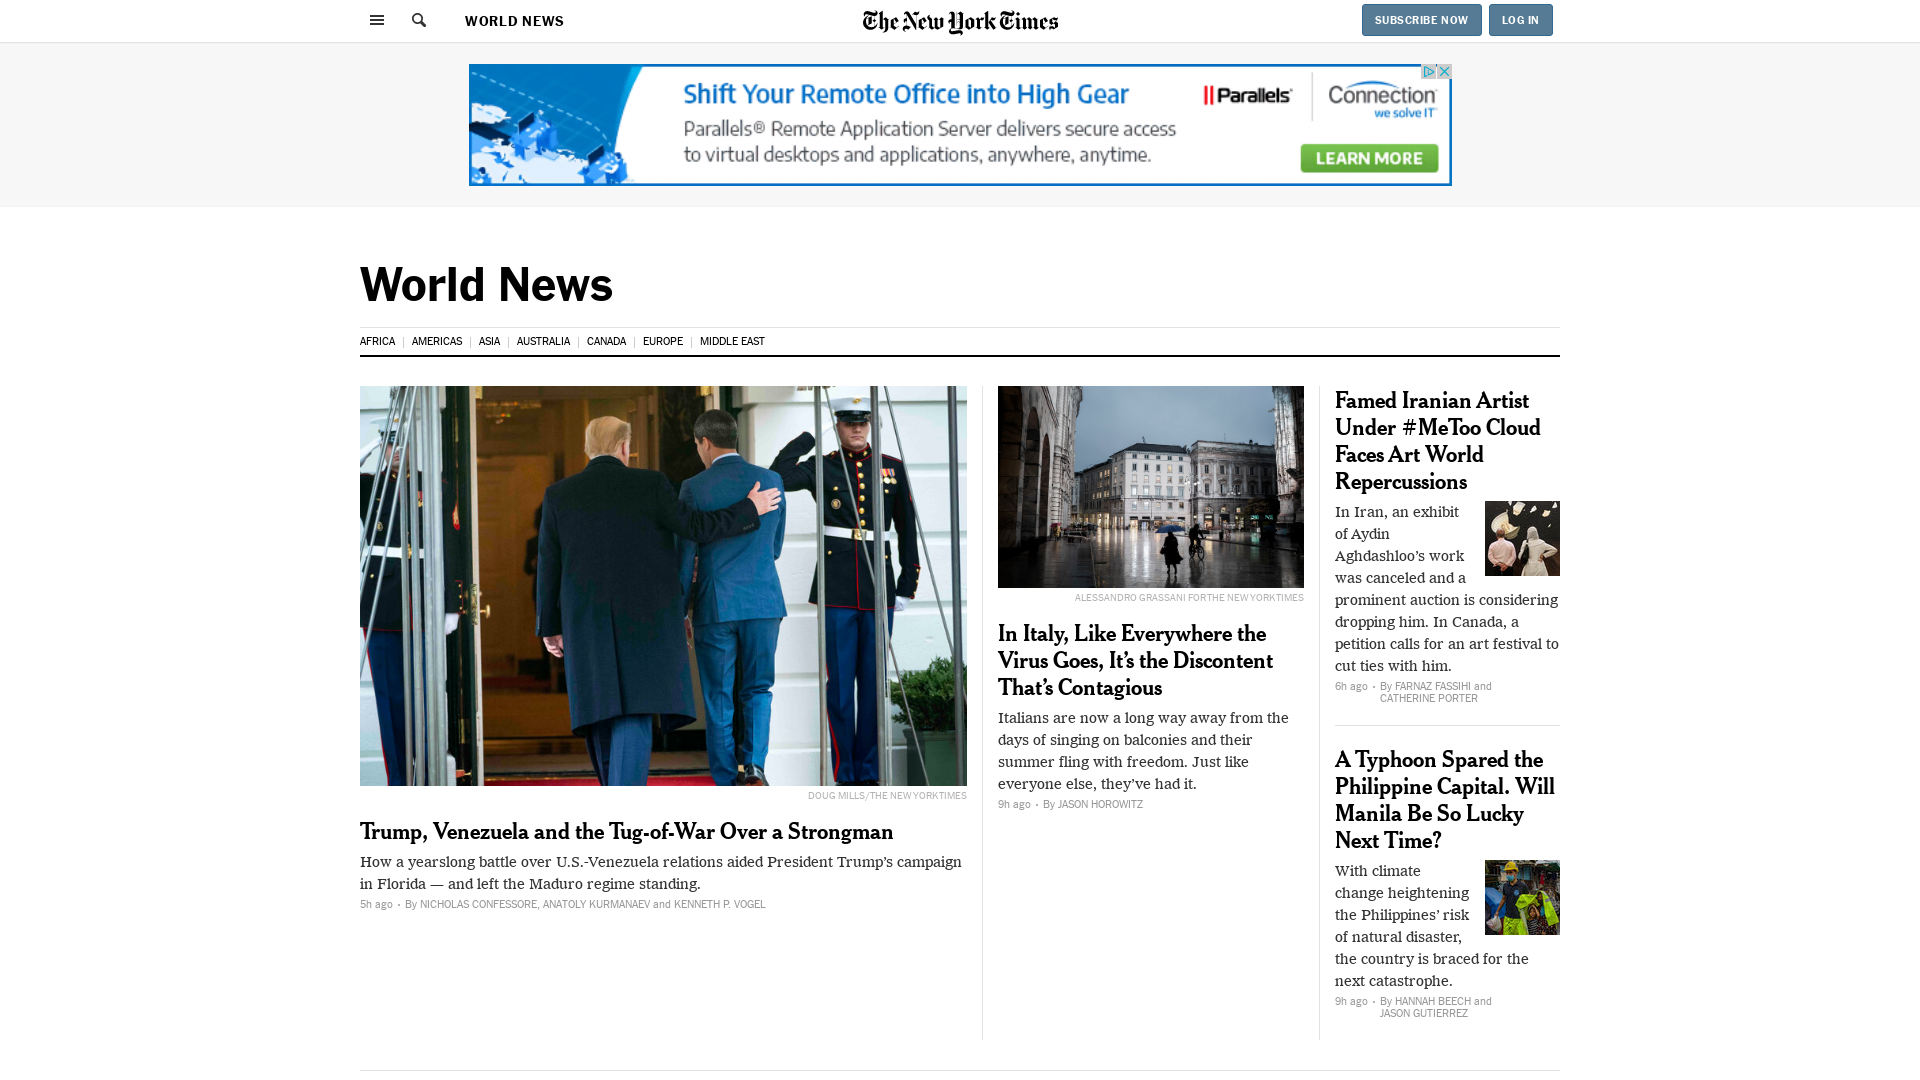 WORLD NEWS
The New York Times
SUBSCRIBE NOW
LOG IN
Shift Your Remote Office into High Gear
Parallels® Remote Application Server delivers secure access
to virtual desktops and applications, anywhere, anytime.
Parallels®
Connection®
we solve IT™
LEARN MORE
World News
AFRICA
AMERICAS
ASIA
AUSTRALIA
CANADA
EUROPE
MIDDLE EAST
DOUG MILLS/THE NEW YORK TIMES
Trump, Venezuela and the Tug-of-War Over a Strongman
How a yearslong battle over U.S.-Venezuela relations aided President Trump’s campaign
in Florida — and left the Maduro regime standing.
5h ago • By NICHOLAS CONFESSORE, ANATOLY KURMANAEV and KENNETH P. VOGEL
ALESSANDRO GRASSANI FOR THE NEW YORK TIMES
In Italy, Like Everywhere the
Virus Goes, It’s the Discontent
That’s Contagious
Italians are now a long way away from the
days of singing on balconies and their
summer fling with freedom. Just like
everyone else, they’ve had it.
9h ago • By JASON HOROWITZ
Famed Iranian Artist
Under #MeToo Cloud
Faces Art World
Repercussions
In Iran, an exhibit
of Aydin
Aghdashloo’s work
was canceled and a
prominent auction is considering
dropping him. In Canada, a
petition calls for an art festival to
cut ties with him.
6h ago • By FARNAZ FASSIHI and
CATHERINE PORTER
A Typhoon Spared the
Philippine Capital. Will
Manila Be So Lucky
Next Time?
With climate
change heightening
the Philippines’ risk
of natural disaster,
the country is braced for the
next catastrophe.
9h ago • By HANNAH BEECH and
JASON GUTIERREZ